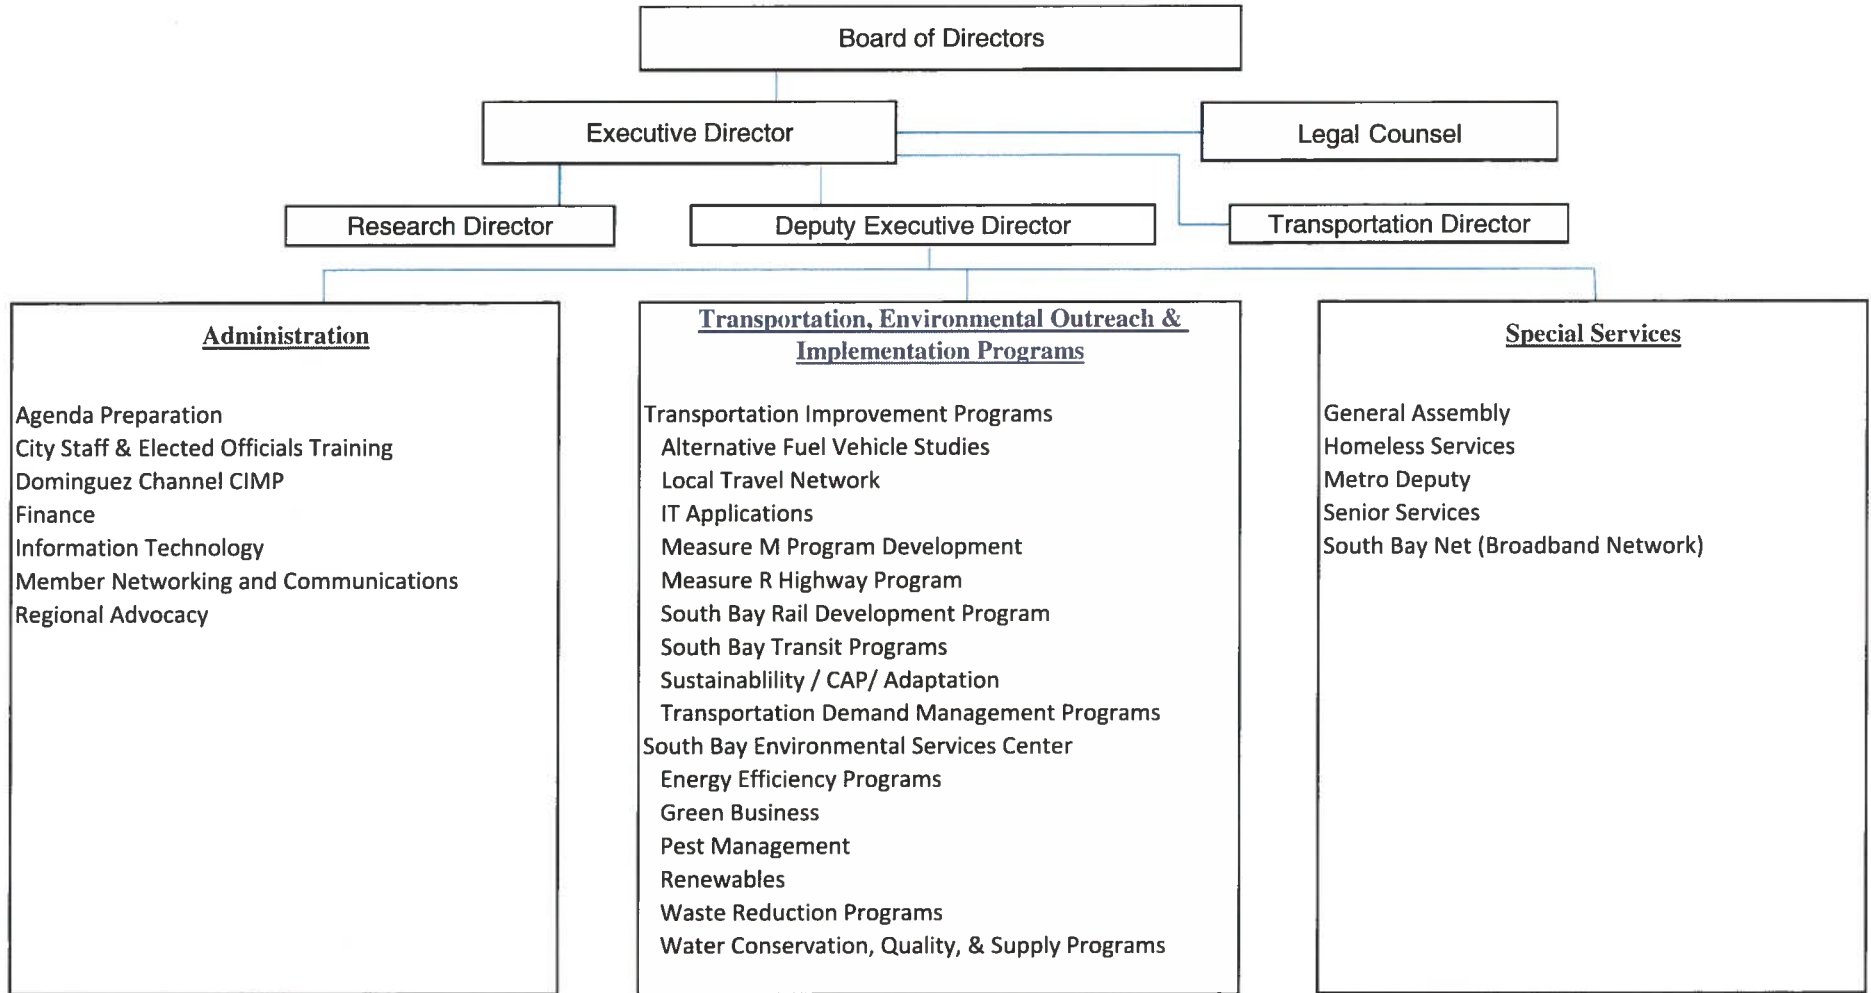 Board of Directors
Executive Director
Legal Counsel
Research Director
Deputy Executive Director
Transportation Director
Administration
Agenda Preparation
City Staff & Elected Officials Training
Dominguez Channel CIMP
Finance
Information Technology
Member Networking and Communications
Regional Advocacy
Transportation, Environmental Outreach &
Implementation Programs
Transportation Improvement Programs
Alternative Fuel Vehicle Studies
Local Travel Network
IT Applications
Measure M Program Development
Measure R Highway Program
South Bay Rail Development Program
South Bay Transit Programs
Sustainablility / CAP/ Adaptation
Transportation Demand Management Programs
South Bay Environmental Services Center
Energy Efficiency Programs
Green Business
Pest Management
Renewables
Waste Reduction Programs
Water Conservation, Quality, & Supply Programs
Special Services
General Assembly
Homeless Services
Metro Deputy
Senior Services
South Bay Net (Broadband Network)